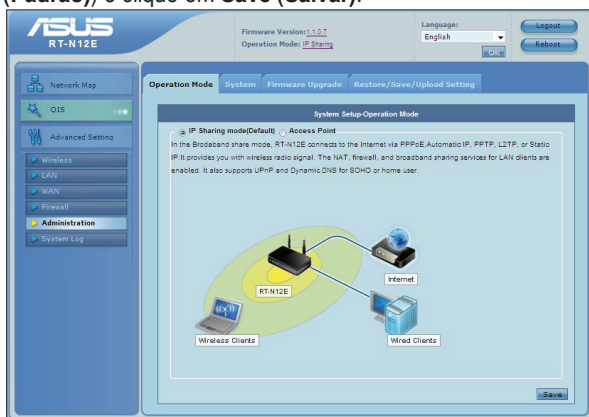 (Padrão)) e clique em Save (Salvar).
ASUS
RT-N12E
Firmware Version:1.1.0.7
Operation Mode: IP Sharing
Language:
English
OK
Logout
Reboot
Network Map
QIS
Advanced Setting
Wireless
LAN
WAN
Firewall
Administration
System Log
Operation Mode System Firmware Upgrade Restore/Save/Upload Setting
System Setup-Operation Mode
IP Sharing mode(Default) Access Point
In the Brodaband share mode, RT-N12E connects to the Internet via PPPoE,Automatic IP, PPTP, L2TP, or Static
IP.It provides you with wireless radio signal. The NAT, firewall, and broadband sharing services for LAN clients are
enabled. It also supports UPnP and Dynamic DNS for SOHO or home user.
Internet
RT-N12E
Wireless Clients
Wired Clients
Save